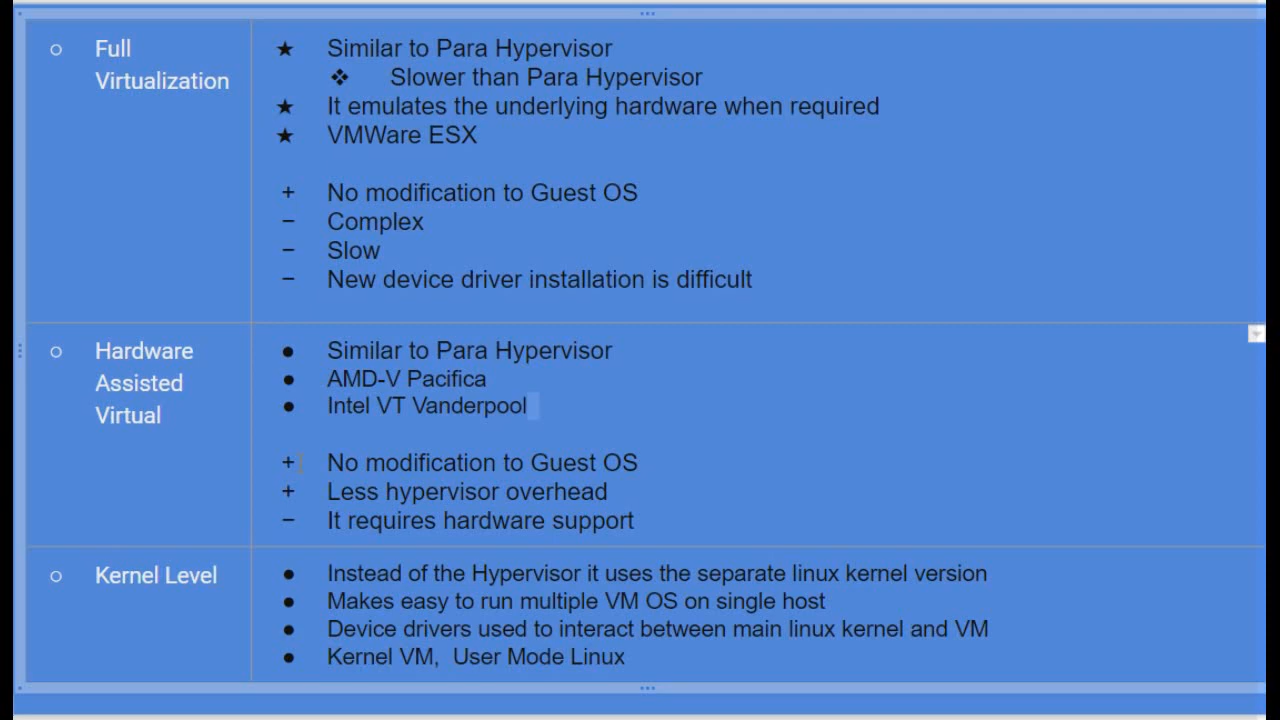 ○ Full
Virtualization
★ Similar to Para Hypervisor
❖ Slower than Para Hypervisor
★ It emulates the underlying hardware when required
★ VMWare ESX
+ No modification to Guest OS
− Complex
− Slow
− New device driver installation is difficult
○ Hardware
Assisted
Virtual
● Similar to Para Hypervisor
● AMD-V Pacifica
● Intel VT Vanderpool
+ No modification to Guest OS
+ Less hypervisor overhead
− It requires hardware support
○ Kernel Level
● Instead of the Hypervisor it uses the separate linux kernel version
● Makes easy to run multiple VM OS on single host
● Device drivers used to interact between main linux kernel and VM
● Kernel VM, User Mode Linux